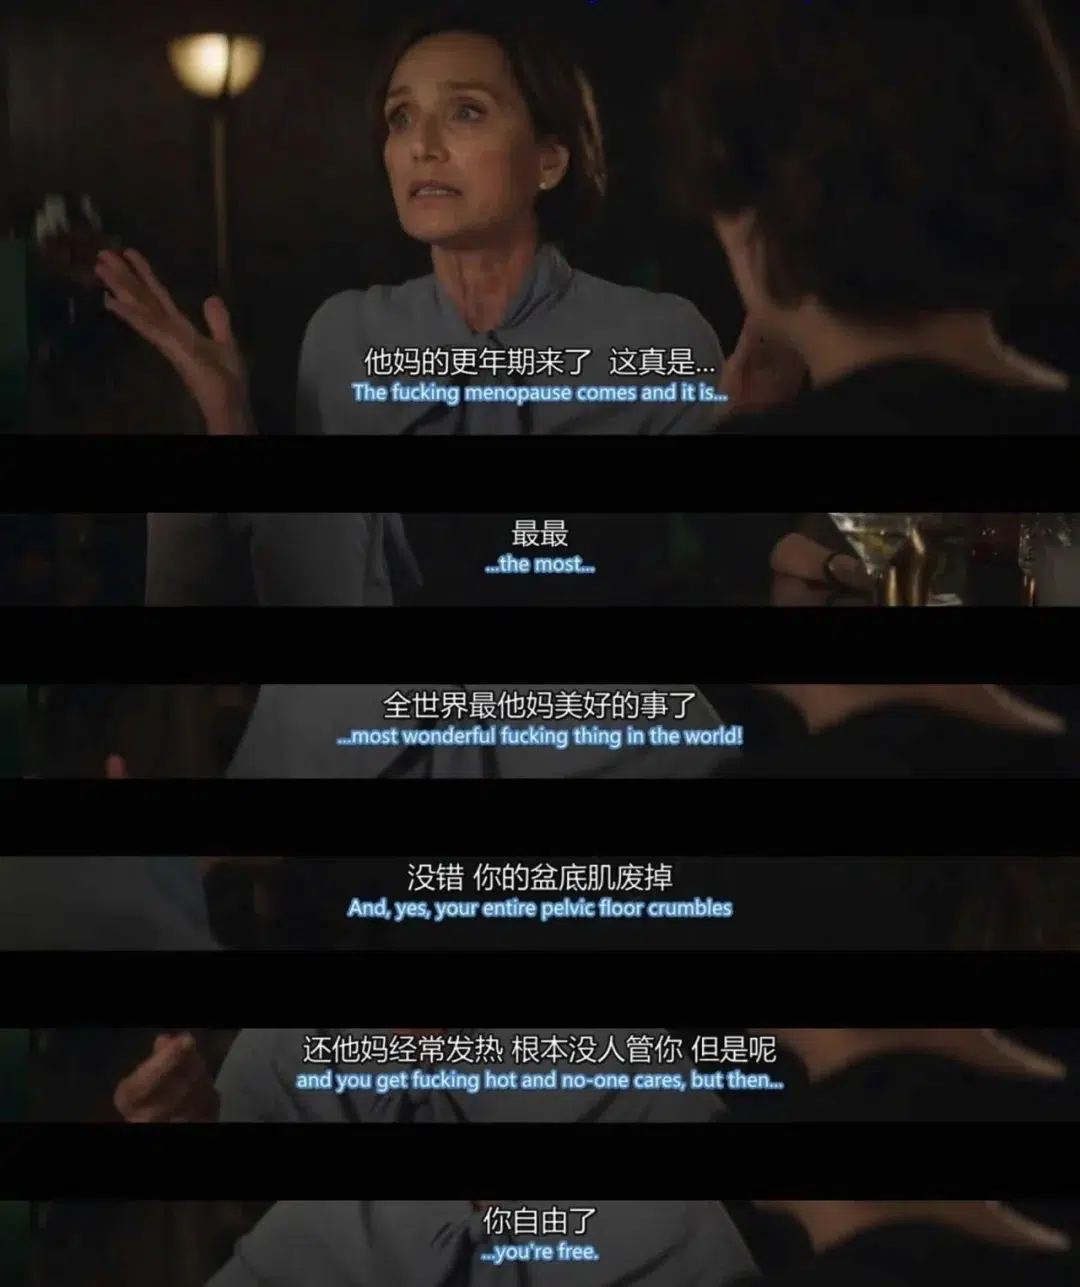 他妈的更年期来了 这真是...
The fucking menopause comes and it is...
最最
...the most...
全世界最他妈美好的事了
...most wonderful fucking thing in the world!
没错 你的盆底肌废掉
And, yes, your entire pelvic floor crumbles
还他妈经常发热 根本没人管你 但是呢
and you get fucking hot and no-one cares, but then...
你自由了
...you're free.